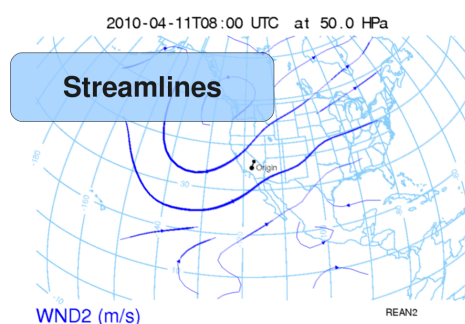 2010-04-11T08:00 UTC at 50.0 HPa
Streamlines
Origin
WND2 (m/s)
REAN2